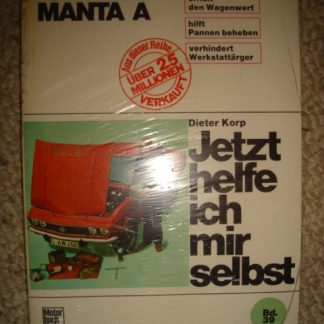 MANTA A
den Wagenwert
hilft
Pannen beheben
verhindert
Werkstattärger
Aus dieser Reihe
ÜBER 25
MILLIONEN
VERKAUFT
Dieter Korp
Jetzt
helfe
ich
mir
selbst
Motor
buch
Bd.
39